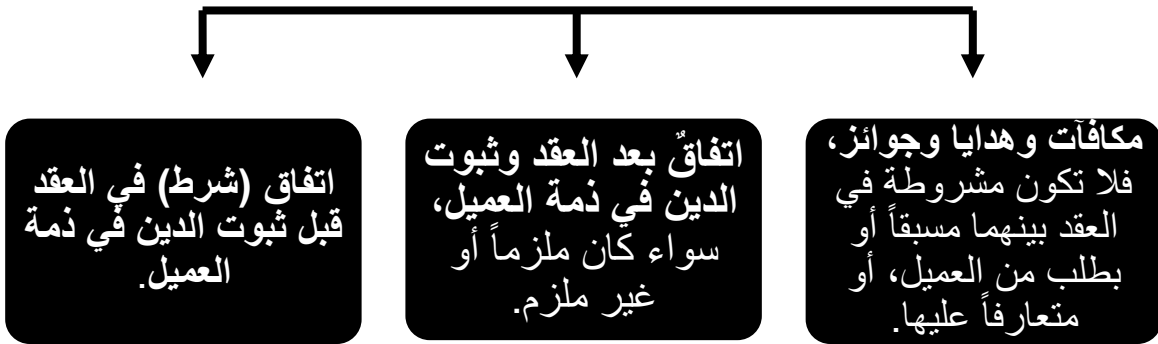 مكافآت وهدايا وجوائز،
فلا تكون مشروطة في
العقد بينهما مسبقاً أو
بطلب من العميل، أو
متعارفاً عليها.
اتفاقٌ بعد العقد وثبوت
الدين في ذمة العميل،
سواء كان ملزماً أو
غير ملزم.
اتفاق (شرط) في العقد
قبل ثبوت الدين في ذمة
العميل.